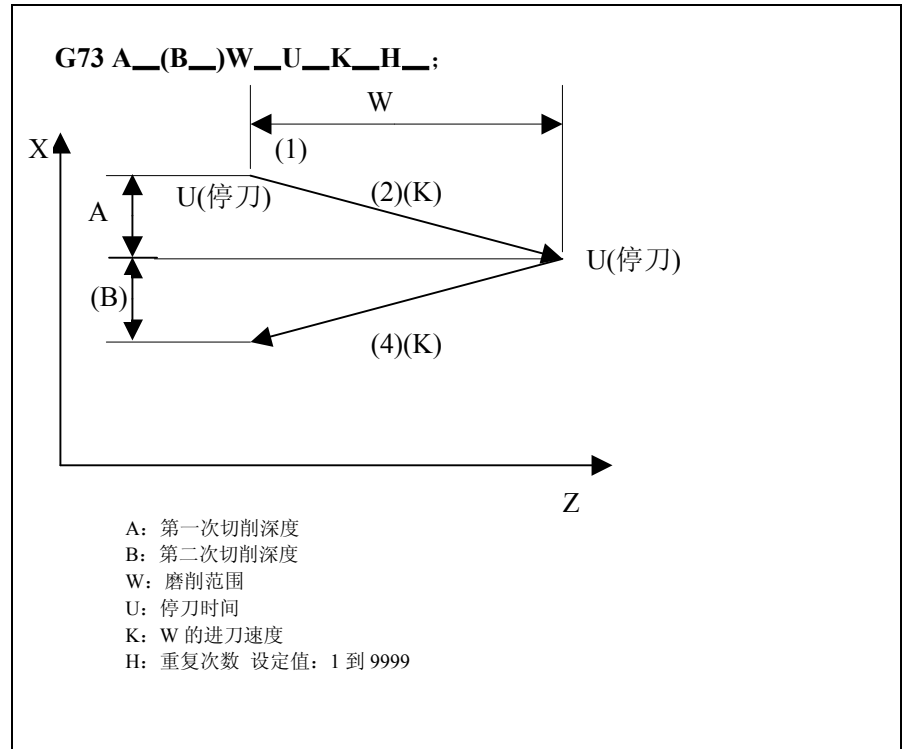 G73 A__(B__)W__U__K__H__;
W
X
(1)
U(停刀)
(2)(K)
A
U(停刀)
(B)
(4)(K)
Z
A:第一次切削深度
B:第二次切削深度
W:磨削范围
U:停刀时间
K:W 的进刀速度
H:重复次数 设定值:1 到 9999